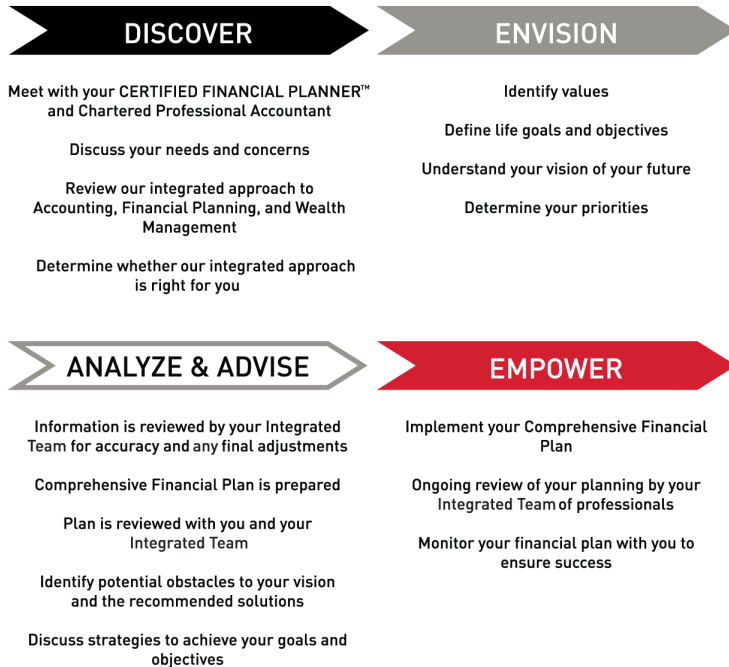 DISCOVER
Meet with your CERTIFIED FINANCIAL PLANNER™
and Chartered Professional Accountant
Discuss your needs and concerns
Review our integrated approach to
Accounting, Financial Planning, and Wealth
Management
Determine whether our integrated approach
is right for you
ENVISION
Identify values
Define life goals and objectives
Understand your vision of your future
Determine your priorities
ANALYZE & ADVISE
Information is reviewed by your Integrated
Team for accuracy and any final adjustments
Comprehensive Financial Plan is prepared
Plan is reviewed with you and your
Integrated Team
Identify potential obstacles to your vision
and the recommended solutions
Discuss strategies to achieve your goals and
objectives
EMPOWER
Implement your Comprehensive Financial
Plan
Ongoing review of your planning by your
Integrated Team of professionals
Monitor your financial plan with you to
ensure success